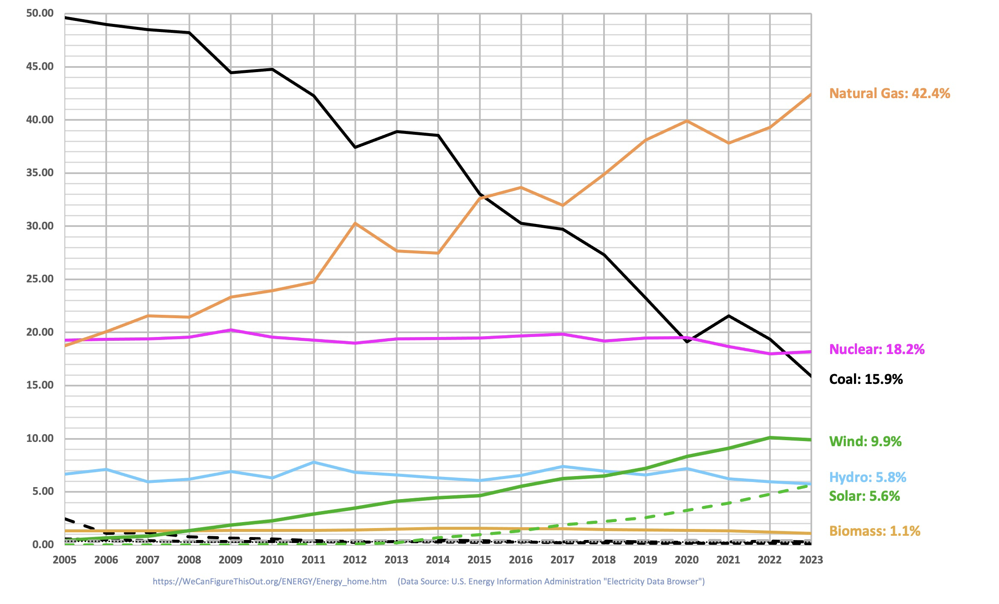 50.00
45.00
40.00
35.00
30.00
25.00
20.00
15.00
10.00
5.00
0.00
Natural Gas: 42.4%
Nuclear: 18.2%
Coal: 15.9%
Wind: 9.9%
Hydro: 5.8%
Solar: 5.6%
Biomass: 1.1%
2005 2006 2007 2008 2009 2010 2011 2012 2013 2014 2015 2016 2017 2018 2019 2020 2021 2022 2023
https://WeCanFigureThisOut.org/ENERGY/Energy_home.htm (Data Source: U.S. Energy Information Administration "Electricity Data Browser")